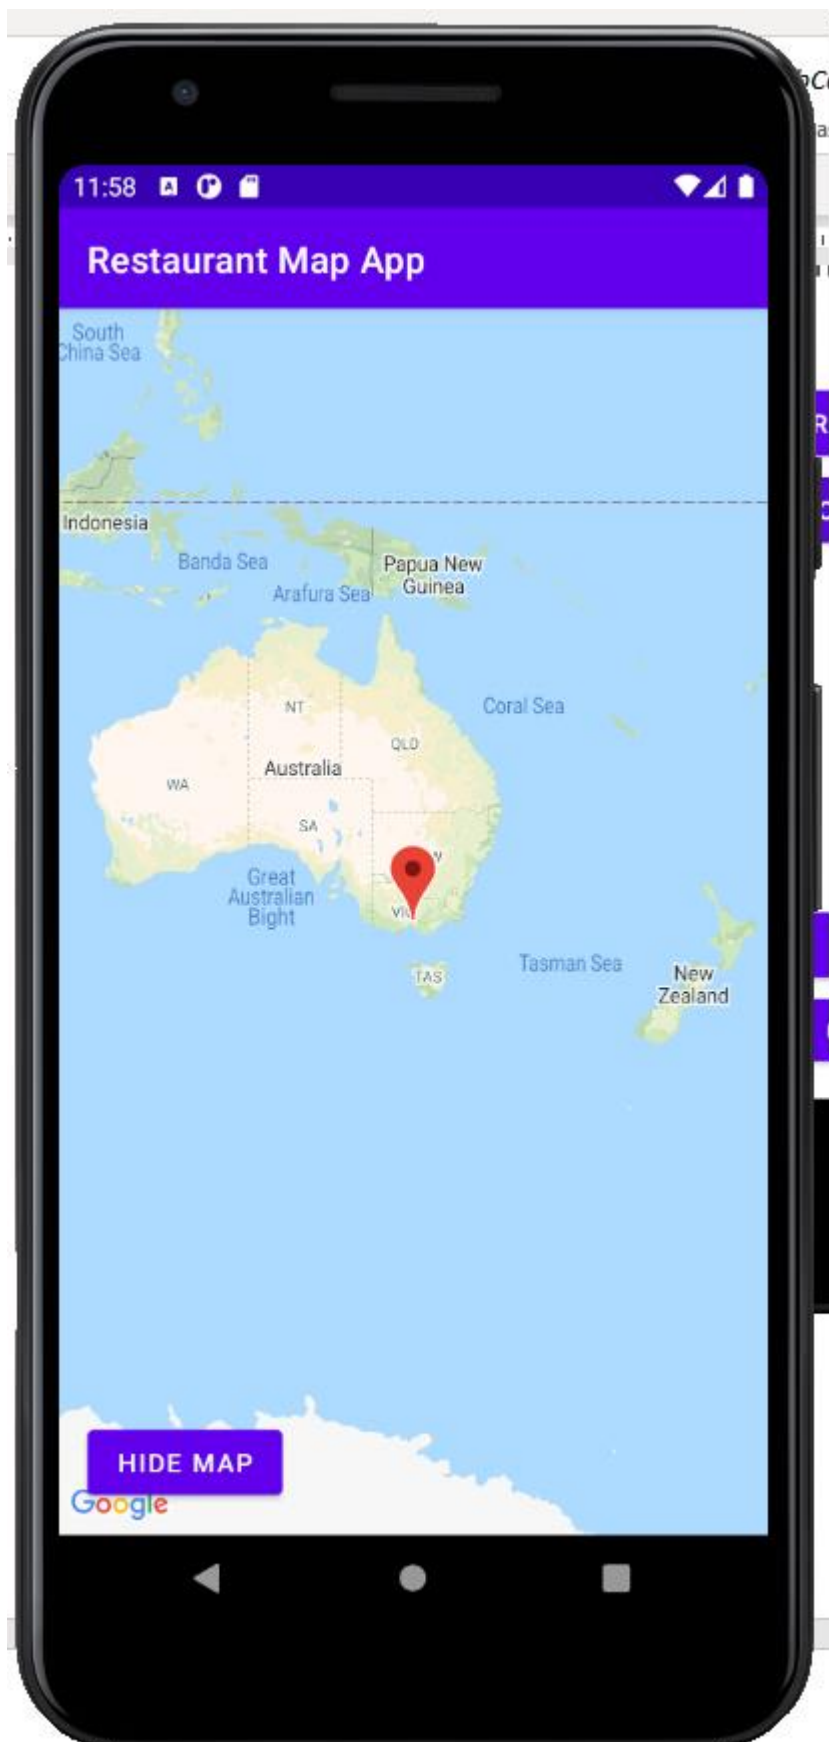 11:58
Restaurant Map App
South
China Sea
Indonesia
Banda Sea
Papua New
Guinea
Arafura Sea
NT
Coral Sea
QLD
Australia
WA
SA
Great
Australian
Bight
TAS
Tasman Sea
New
Zealand
HIDE MAP
Google